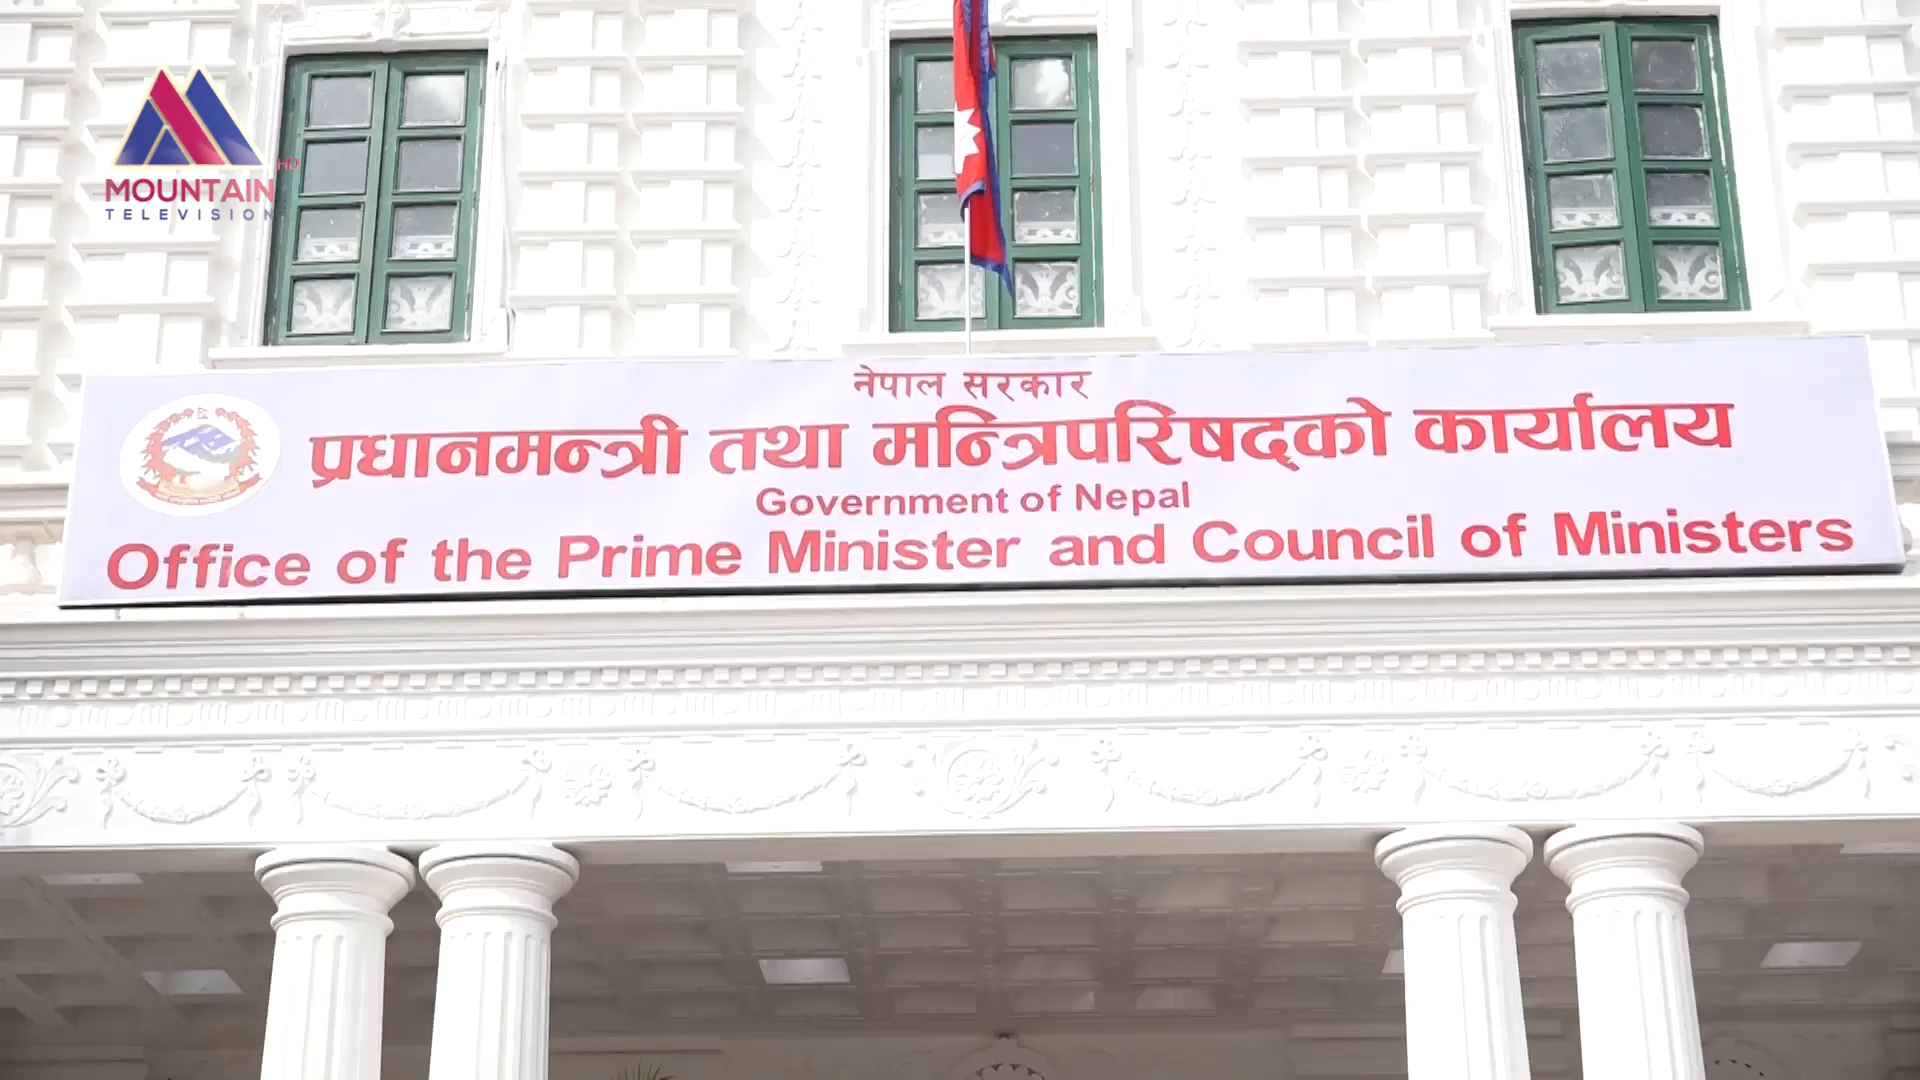 MOUNTAIN HD
TELEVISION
नेपाल सरकार
प्रधानमन्त्री तथा मन्त्रिपरिषद्को कार्यालय
Government of Nepal
Office of the Prime Minister and Council of Ministers